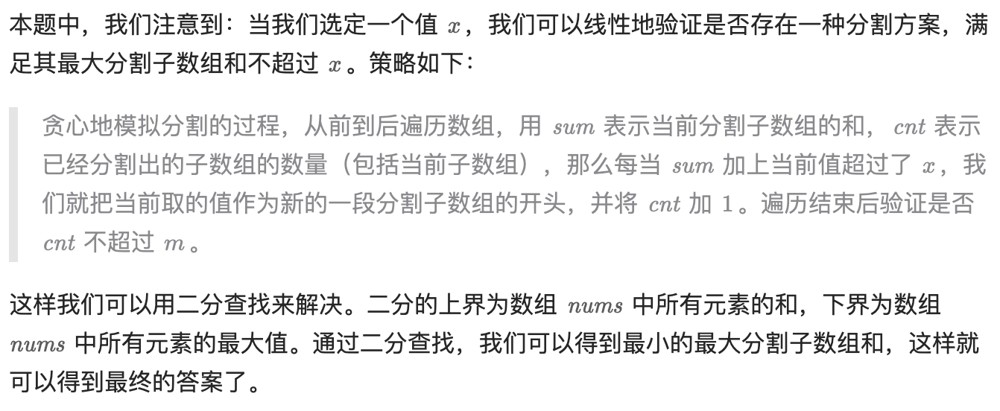 本题中，我们注意到：当我们选定一个值 x，我们可以线性地验证是否存在一种分割方案，满
足其最大分割子数组和不超过 x。策略如下：
贪心地模拟分割的过程，从前到后遍历数组，用 sum 表示当前分割子数组的和，cnt 表示
已经分割出的子数组的数量（包括当前子数组），那么每当 sum 加上当前值超过了 x，我
们就把当前取的值作为新的一段分割子数组的开头，并将 cnt 加 1。遍历结束后验证是否
cnt 不超过 m。
这样我们可以用二分查找来解决。二分的上界为数组 nums 中所有元素的和，下界为数组
nums 中所有元素的最大值。通过二分查找，我们可以得到最小的最大分割子数组和，这样就
可以得到最终的答案了。